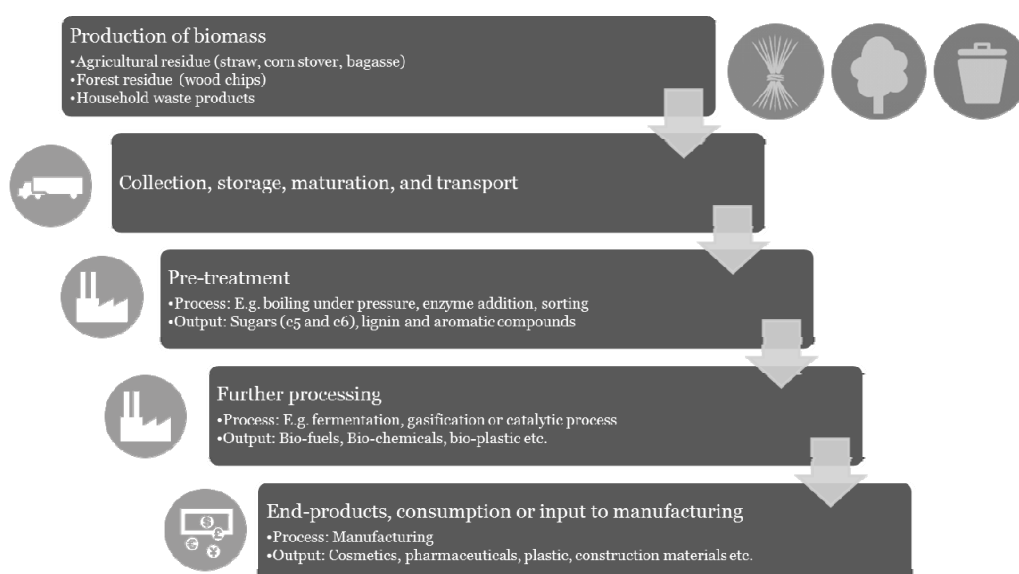 Production of biomass
•Agricultural residue (straw, corn stover, bagasse)
•Forest residue (wood chips)
•Household waste products
Collection, storage, maturation, and transport
Pre-treatment
•Process: E.g. boiling under pressure, enzyme addition, sorting
•Output: Sugars (c5 and c6), lignin and aromatic compounds
Further processing
•Process: E.g. fermentation, gasification or catalytic process
•Output: Bio-fuels, Bio-chemicals, bio-plastic etc.
$
£
€
¥
End-products, consumption or input to manufacturing
•Process: Manufacturing
•Output: Cosmetics, pharmaceuticals, plastic, construction materials etc.